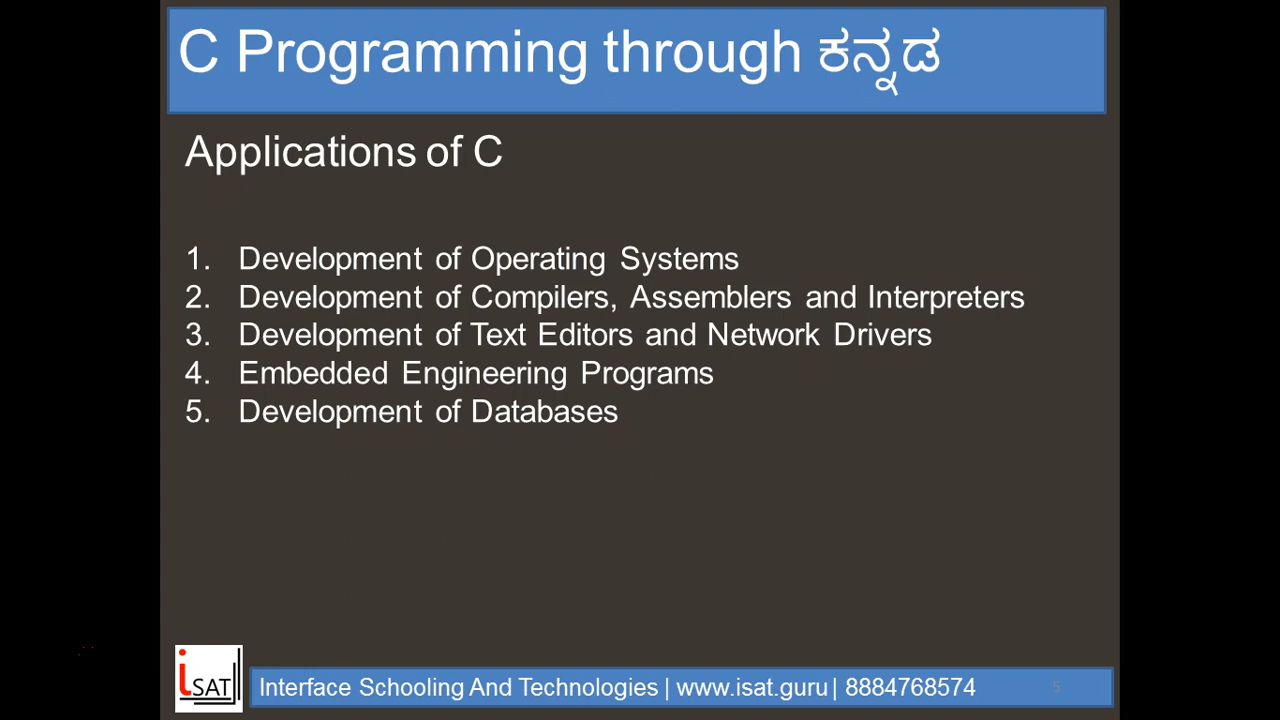 C Programming through ಕನ್ನಡ
Applications of C
1. Development of Operating Systems
2. Development of Compilers, Assemblers and Interpreters
3. Development of Text Editors and Network Drivers
4. Embedded Engineering Programs
5. Development of Databases
iSAT
Interface Schooling And Technologies | www.isat.guru | 8884768574
5